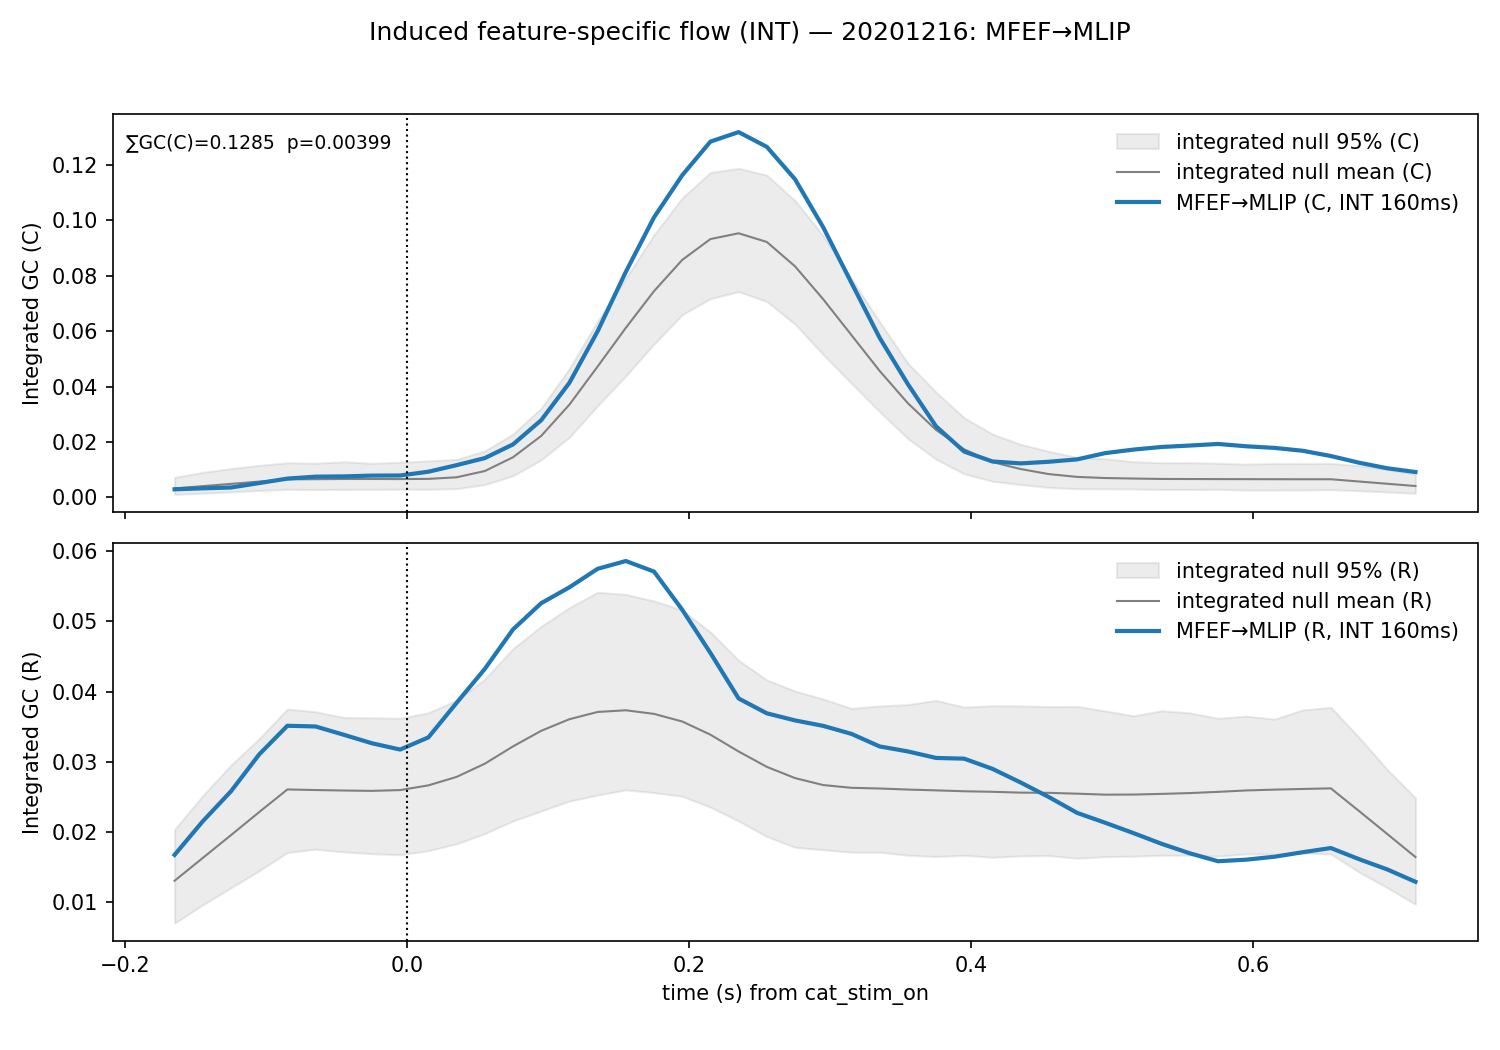 Induced feature-specific flow (INT) — 20201216: MFEF→MLIP
∑GC(C)=0.1285  p=0.00399
integrated null 95% (C)
integrated null mean (C)
MFEF→MLIP (C, INT 160ms)
Integrated GC (C)
0.12
0.10
0.08
0.06
0.04
0.02
0.00
integrated null 95% (R)
integrated null mean (R)
MFEF→MLIP (R, INT 160ms)
Integrated GC (R)
0.06
0.05
0.04
0.03
0.02
0.01
−0.2 0.0 0.2 0.4 0.6
time (s) from cat_stim_on